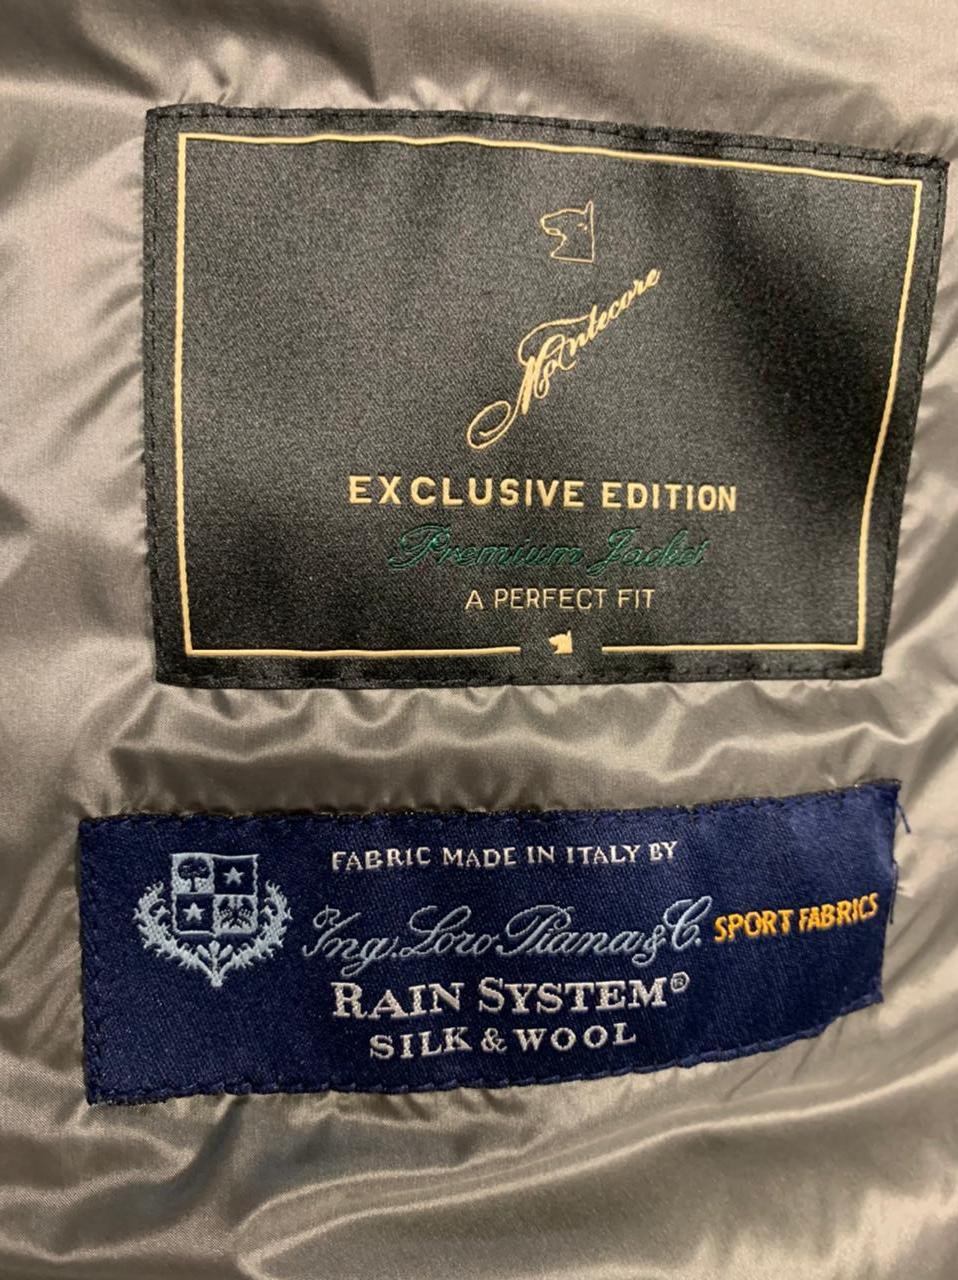 Montecore
EXCLUSIVE EDITION
Premium Jacket
A PERFECT FIT
FABRIC MADE IN ITALY BY
Ing. Loro Piana & C. SPORT FABRICS
RAIN SYSTEM®
SILK & WOOL